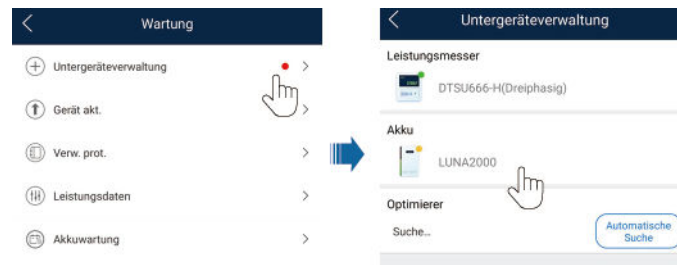 Wartung
Untergeräteverwaltung
Gerät akt.
Verw. prot.
Leistungsdaten
Akkuwartung
Untergeräteverwaltung
Leistungsmesser
DTSU666-H(Dreiphasig)
Akku
LUNA2000
Optimierer
Suche...
Automatische
Suche